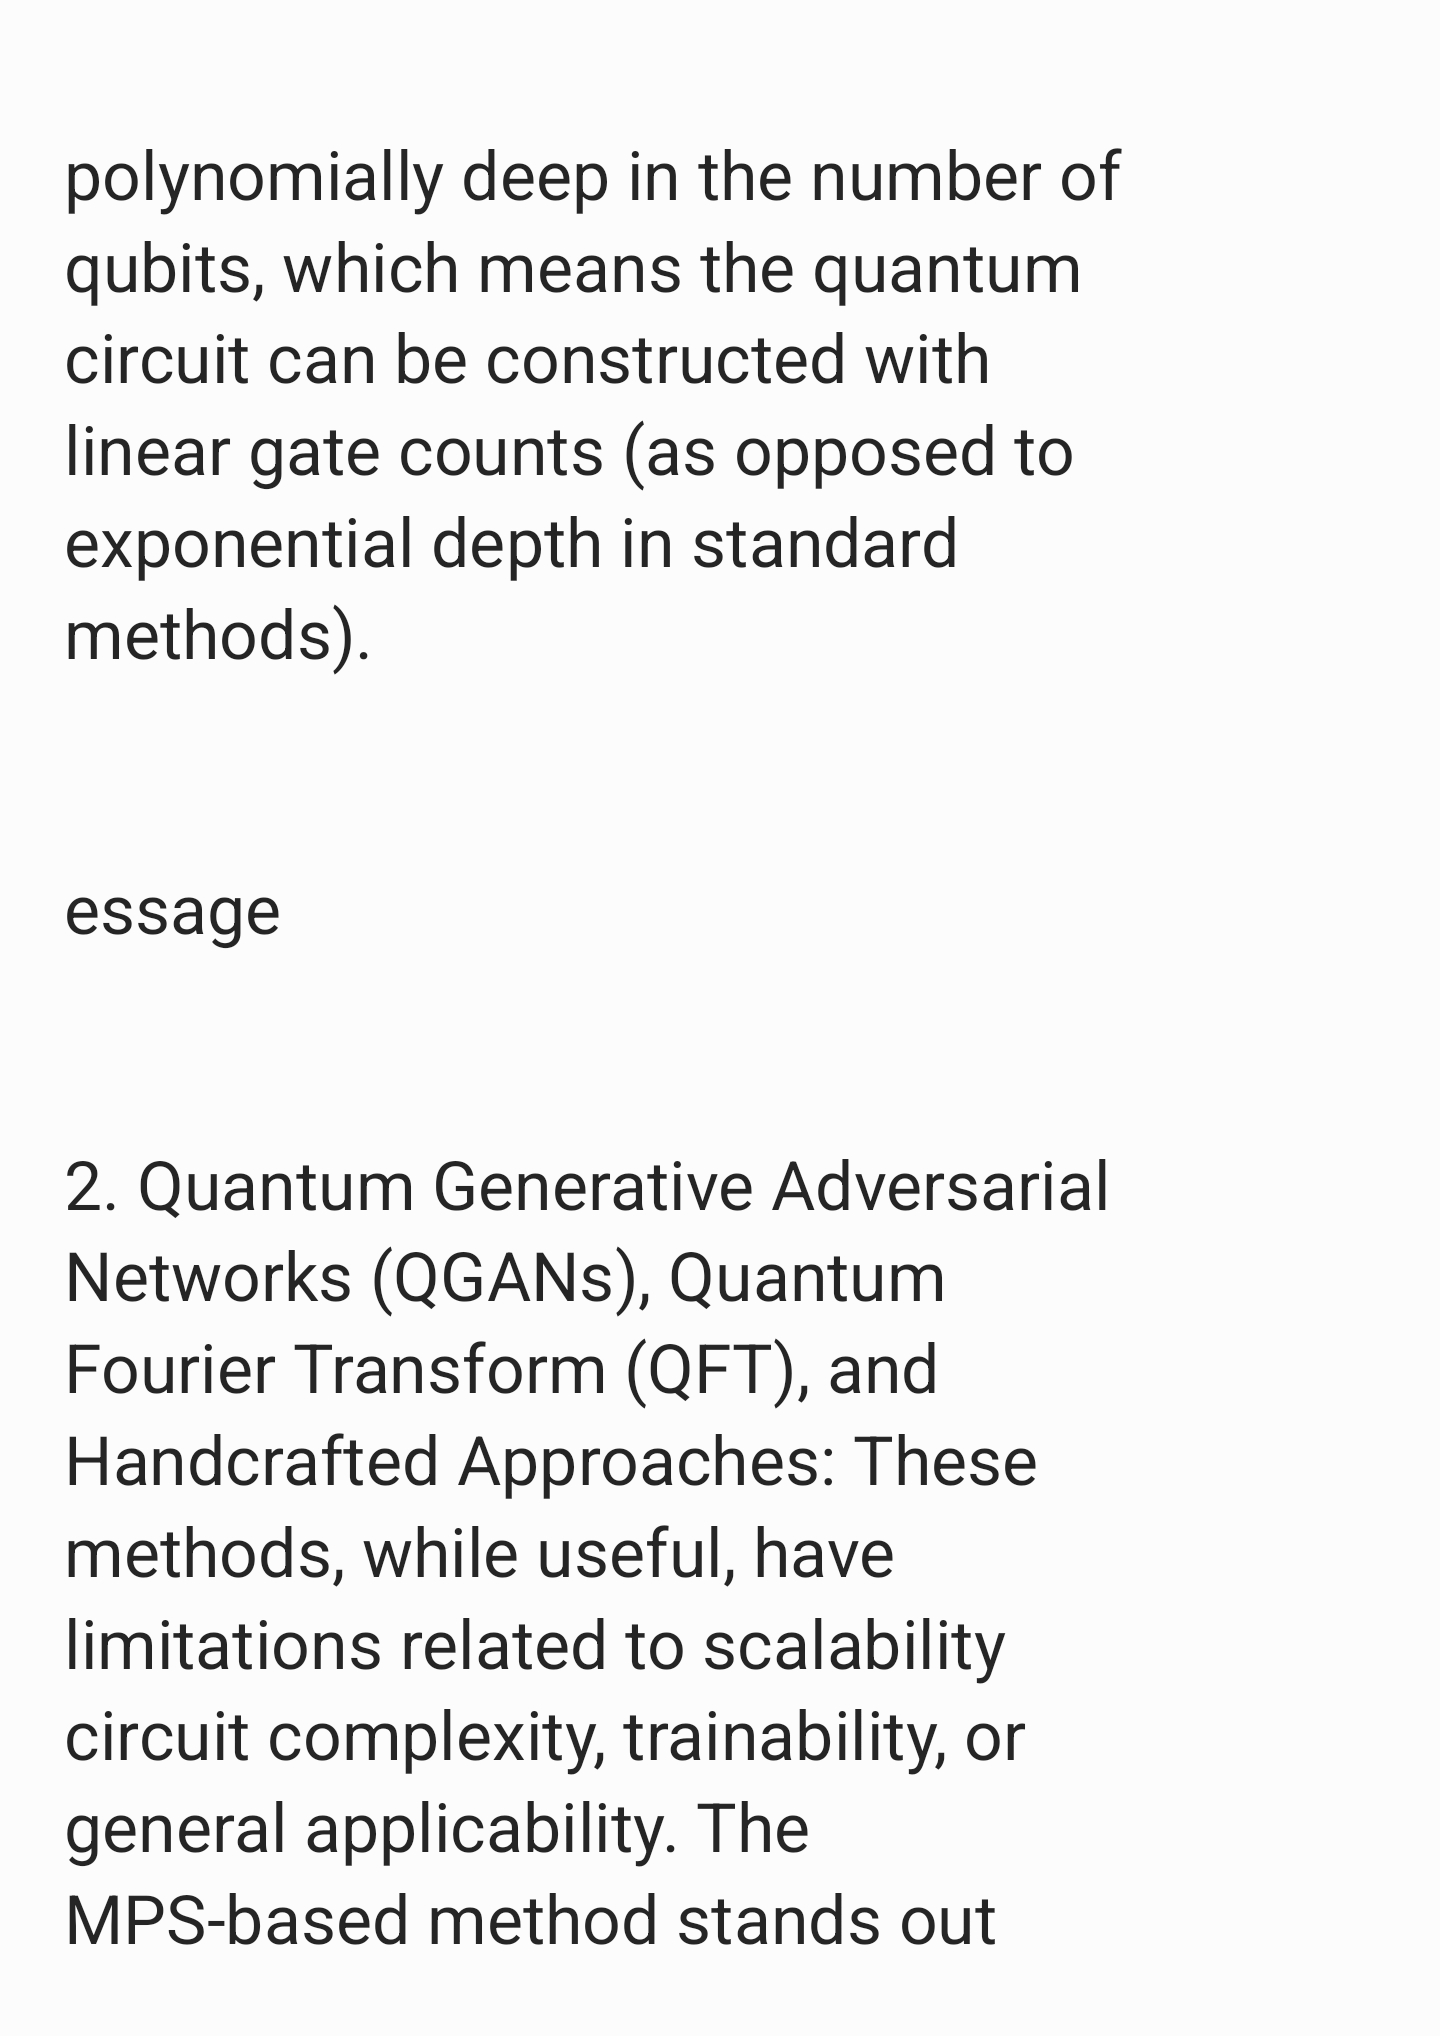 polynomially deep in the number of
qubits, which means the quantum
circuit can be constructed with
linear gate counts (as opposed to
exponential depth in standard
methods).
essage
2. Quantum Generative Adversarial
Networks (QGANs), Quantum
Fourier Transform (QFT), and
Handcrafted Approaches: These
methods, while useful, have
limitations related to scalability
circuit complexity, trainability, or
general applicability. The
MPS-based method stands out